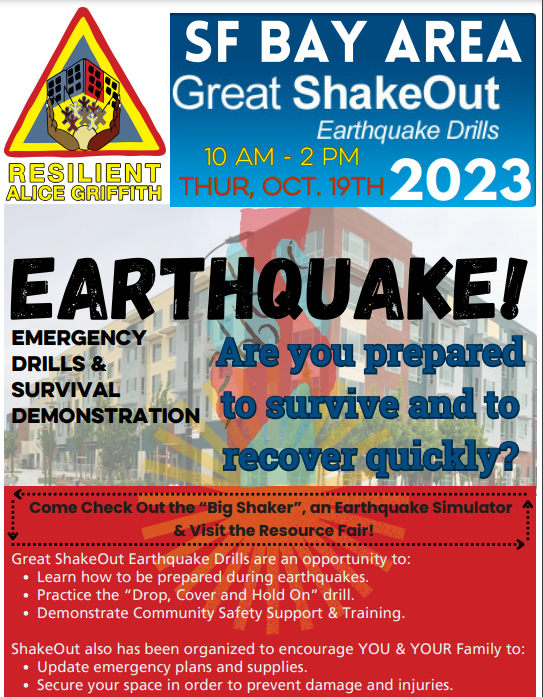 RESILIENT
ALICE GRIFFITH
SF BAY AREA
Great ShakeOut
Earthquake Drills
10 AM - 2 PM
THUR, OCT. 19TH 2023
EARTHQUAKE!
EMERGENCY
DRILLS &
SURVIVAL
DEMONSTRATION
Are you prepared
to survive and to
recover quickly?
Come Check Out the “Big Shaker”, an Earthquake Simulator
& Visit the Resource Fair!
Great ShakeOut Earthquake Drills are an opportunity to:
• Learn how to be prepared during earthquakes.
• Practice the “Drop, Cover and Hold On” drill.
• Demonstrate Community Safety Support & Training.
ShakeOut also has been organized to encourage YOU & YOUR Family to:
• Update emergency plans and supplies.
• Secure your space in order to prevent damage and injuries.